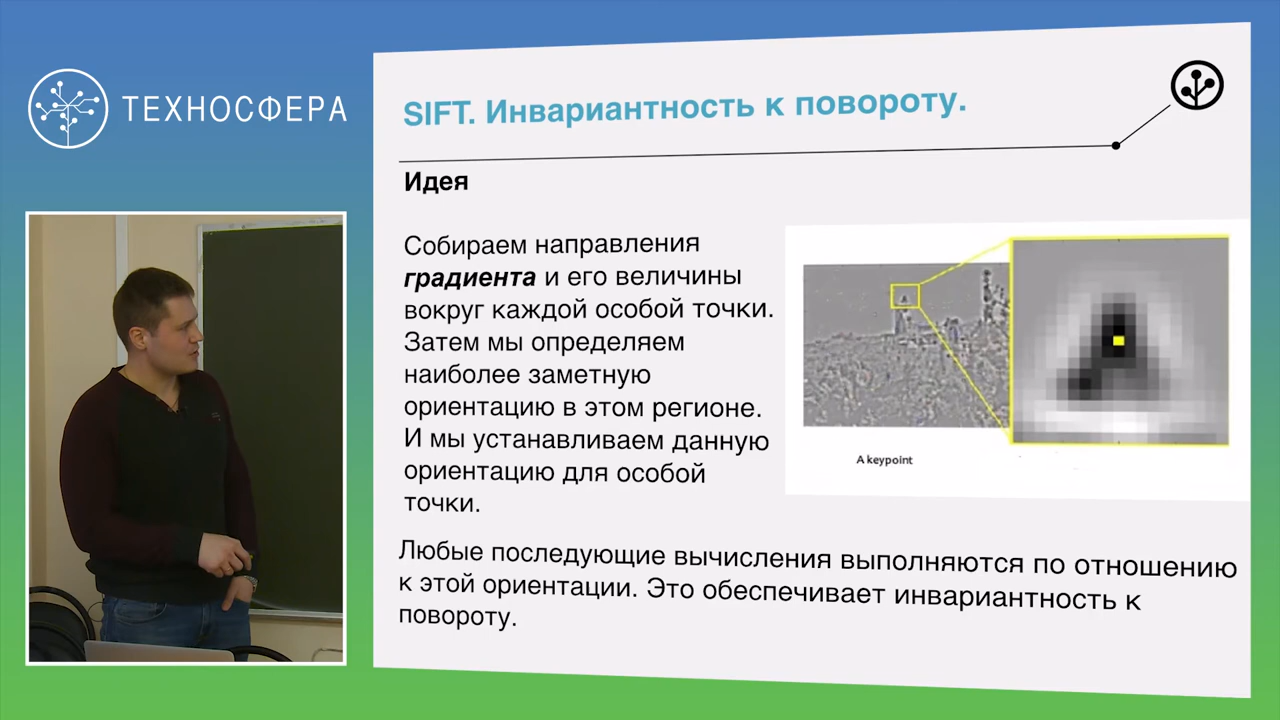 ТЕХНОСФЕРА
SIFT. Инвариантность к повороту.
Идея
Собираем направления
градиента и его величины
вокруг каждой особой точки.
Затем мы определяем
наиболее заметную
ориентацию в этом регионе.
И мы устанавливаем данную
ориентацию для особой
точки.
A keypoint
Любые последующие вычисления выполняются по отношению
к этой ориентации. Это обеспечивает инвариантность к
повороту.